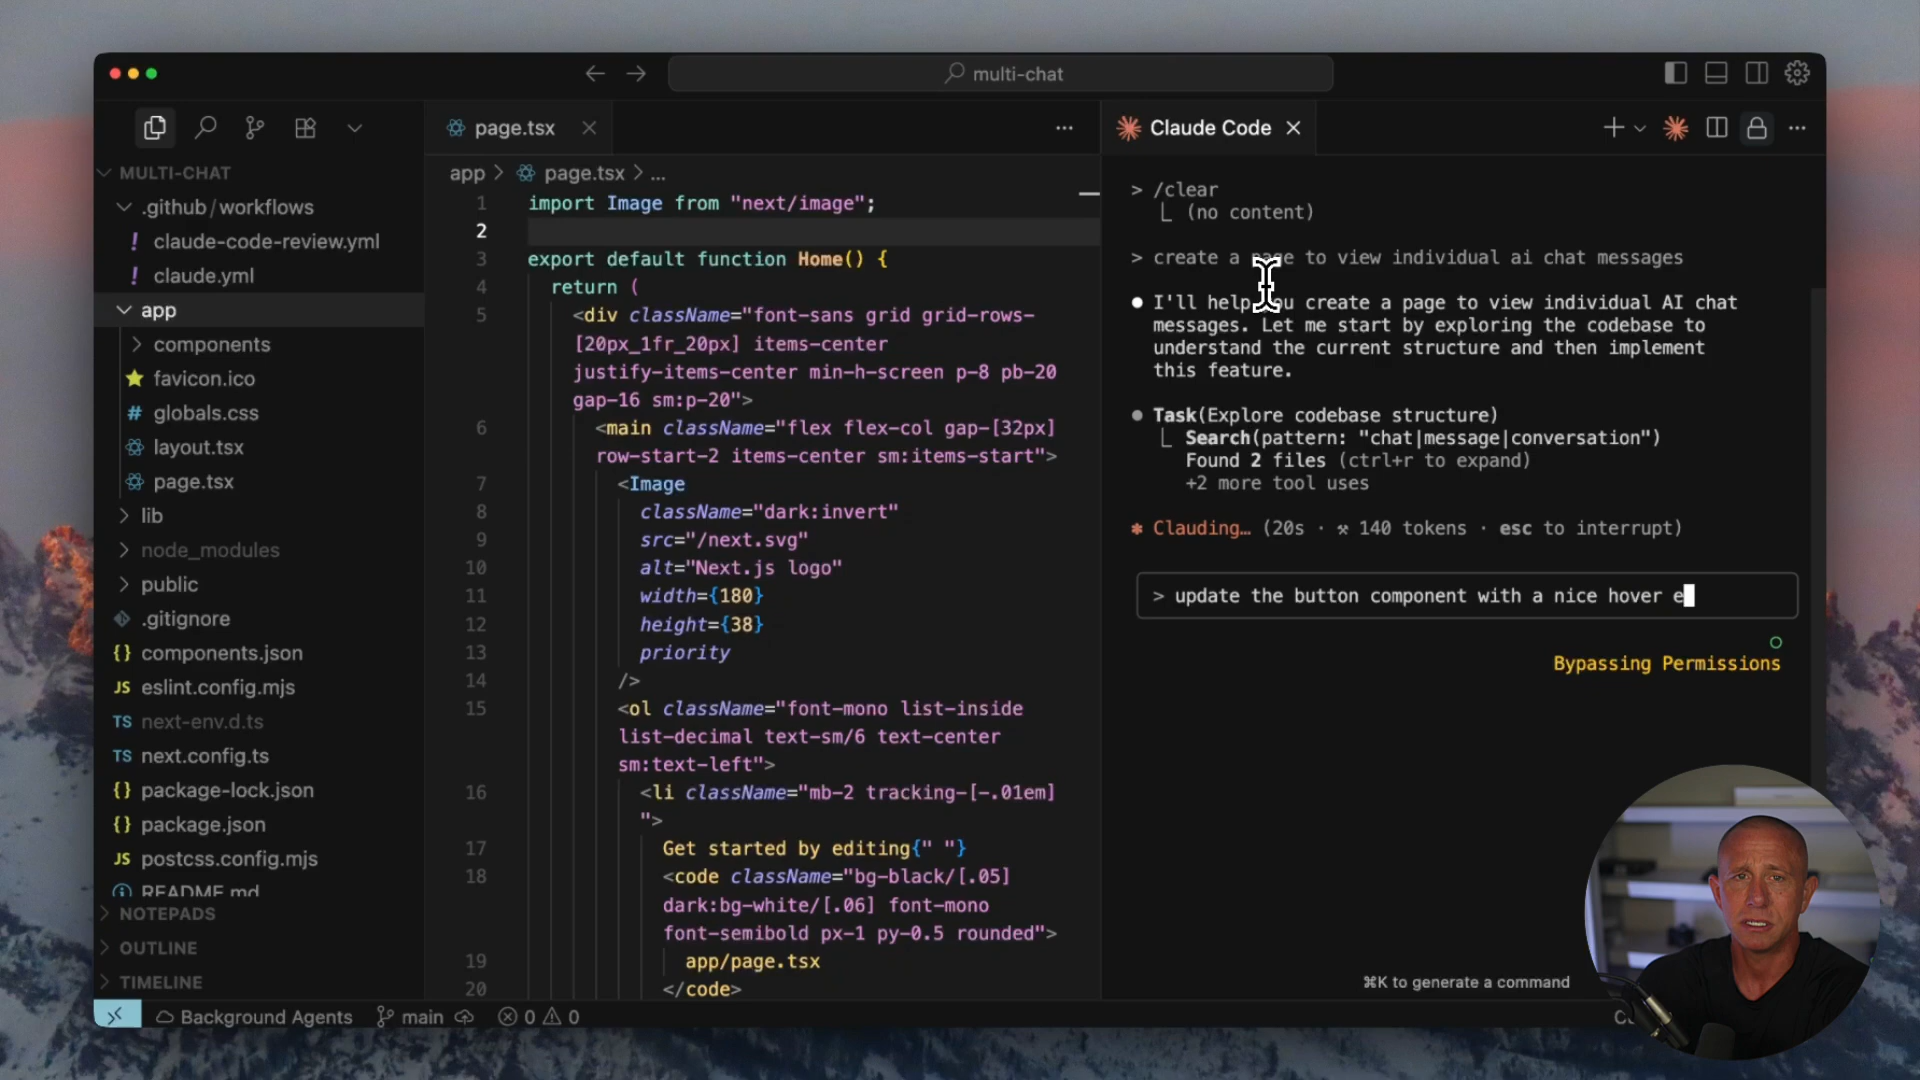 multi-chat
MULTI-CHAT
.github/workflows
! claude-code-review.yml
! claude.yml
app
components
favicon.ico
# globals.css
layout.tsx
page.tsx
lib
node_modules
public
.gitignore
{} components.json
JS eslint.config.mjs
TS next-env.d.ts
TS next.config.ts
{} package-lock.json
{} package.json
JS postcss.config.mjs
README.md
NOTEPADS
OUTLINE
TIMELINE
page.tsx
app > page.tsx > ...
1 import Image from "next/image";
2
3 export default function Home() {
4 return (
5 <div className="font-sans grid grid-rows-
[20px_1fr_20px] items-center
justify-items-center min-h-screen p-8 pb-20
gap-16 sm:p-20">
6 <main className="flex flex-col gap-[32px]
row-start-2 items-center sm:items-start">
7 <Image
8 className="dark:invert"
9 src="/next.svg"
10 alt="Next.js logo"
11 width={180}
12 height={38}
13 priority
14 />
15 <ol className="font-mono list-inside
list-decimal text-sm/6 text-center
sm:text-left">
16 <li className="mb-2 tracking-[-.01em]
">
17 Get started by editing{" "}
18 <code className="bg-black/[.05]
dark:bg-white/[.06] font-mono
font-semibold px-1 py-0.5 rounded">
19 app/page.tsx
20 </code>
Claude Code
> /clear
(no content)
> create a page to view individual ai chat messages
I'll help you create a page to view individual AI chat
messages. Let me start by exploring the codebase to
understand the current structure and then implement
this feature.
Task(Explore codebase structure)
Search(pattern: "chat|message|conversation")
Found 2 files (ctrl+r to expand)
+2 more tool uses
Clauding… (20s · 140 tokens · esc to interrupt)
> update the button component with a nice hover e
Bypassing Permissions
⌘K to generate a command
Background Agents
main
0
0